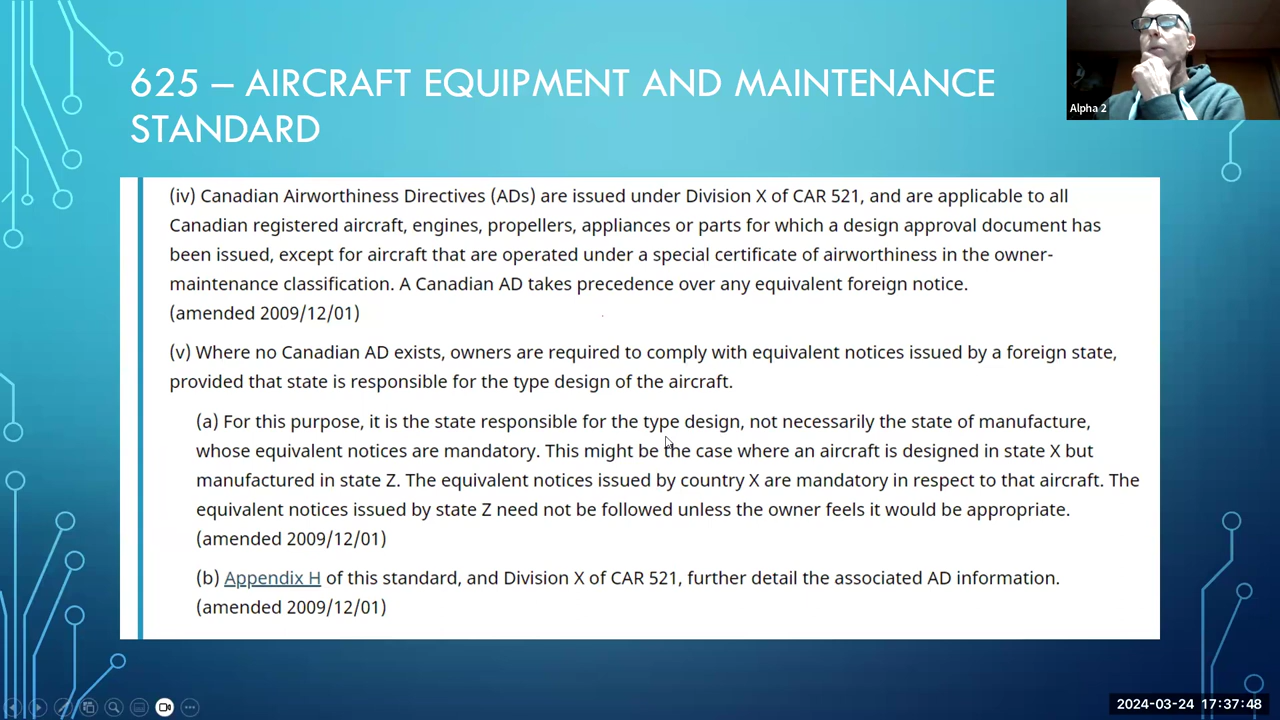 625 – AIRCRAFT EQUIPMENT AND MAINTENANCE
STANDARD
Alpha 2
(iv) Canadian Airworthiness Directives (ADs) are issued under Division X of CAR 521, and are applicable to all
Canadian registered aircraft, engines, propellers, appliances or parts for which a design approval document has
been issued, except for aircraft that are operated under a special certificate of airworthiness in the owner-
maintenance classification. A Canadian AD takes precedence over any equivalent foreign notice.
(amended 2009/12/01)
(v) Where no Canadian AD exists, owners are required to comply with equivalent notices issued by a foreign state,
provided that state is responsible for the type design of the aircraft.
(a) For this purpose, it is the state responsible for the type design, not necessarily the state of manufacture,
whose equivalent notices are mandatory. This might be the case where an aircraft is designed in state X but
manufactured in state Z. The equivalent notices issued by country X are mandatory in respect to that aircraft. The
equivalent notices issued by state Z need not be followed unless the owner feels it would be appropriate.
(amended 2009/12/01)
(b) Appendix H of this standard, and Division X of CAR 521, further detail the associated AD information.
(amended 2009/12/01)
2024-03-24 17:37:48